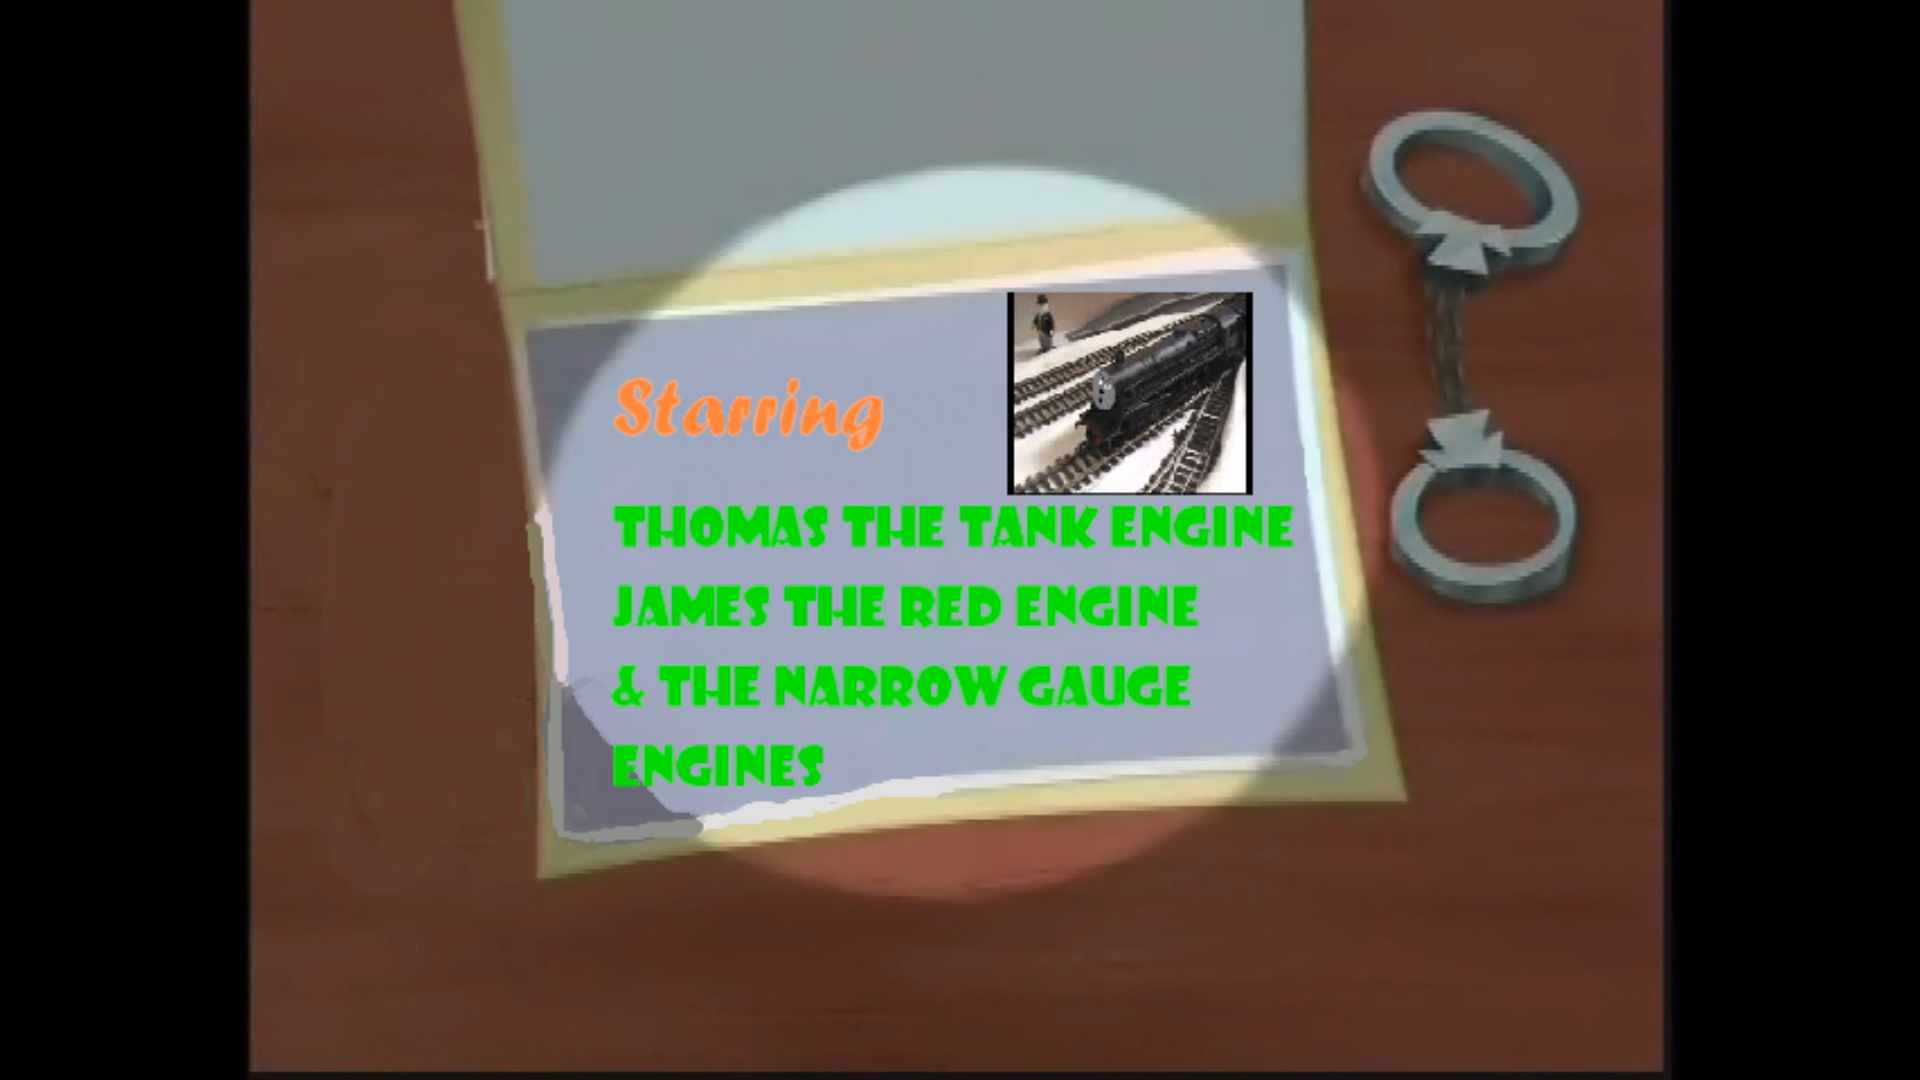 Starring
THOMAS THE TANK ENGINE
JAMES THE RED ENGINE
& THE NARROW GAUGE
ENGINES